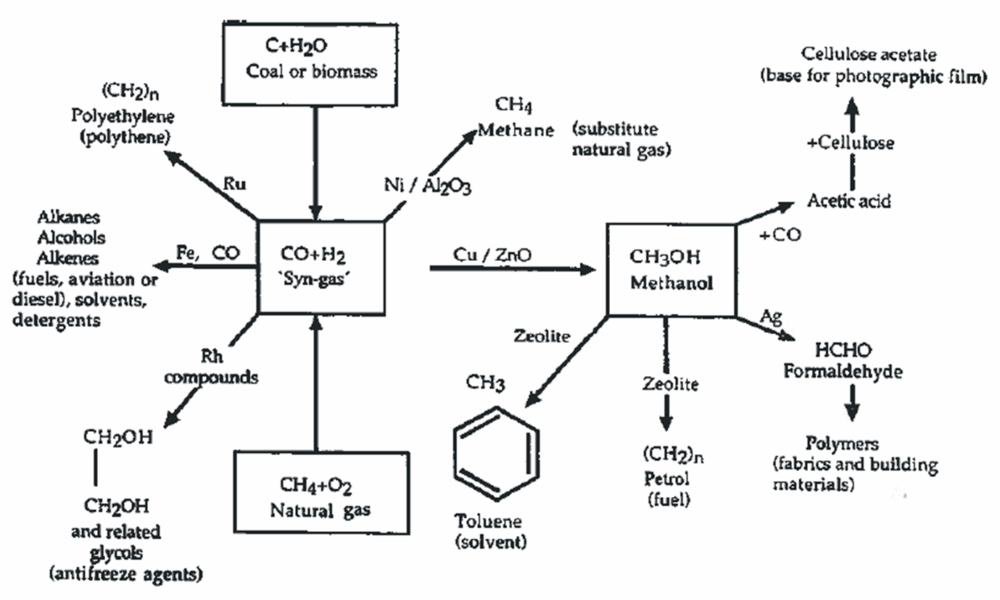 C+H2O
Coal or biomass
Cellulose acetate
(base for photographic film)
(CH2)n
Polyethylene
(polythene)
CH4
Methane (substitute
natural gas)
+Cellulose
Ru
Ni / Al2O3
Acetic acid
+CO
Alkanes
Alcohols
Alkenes
(fuels, aviation or
diesel), solvents,
detergents
Fe, CO
CO+H2
`Syn-gas´
Cu / ZnO
CH3OH
Methanol
Ag
Zeolite
HCHO
Formaldehyde
Rh
compounds
CH3
Zeolite
CH2OH
CH2OH
and related
glycols
(antifreeze agents)
CH4+O2
Natural gas
Toluene
(solvent)
(CH2)n
Petrol
(fuel)
Polymers
(fabrics and building
materials)